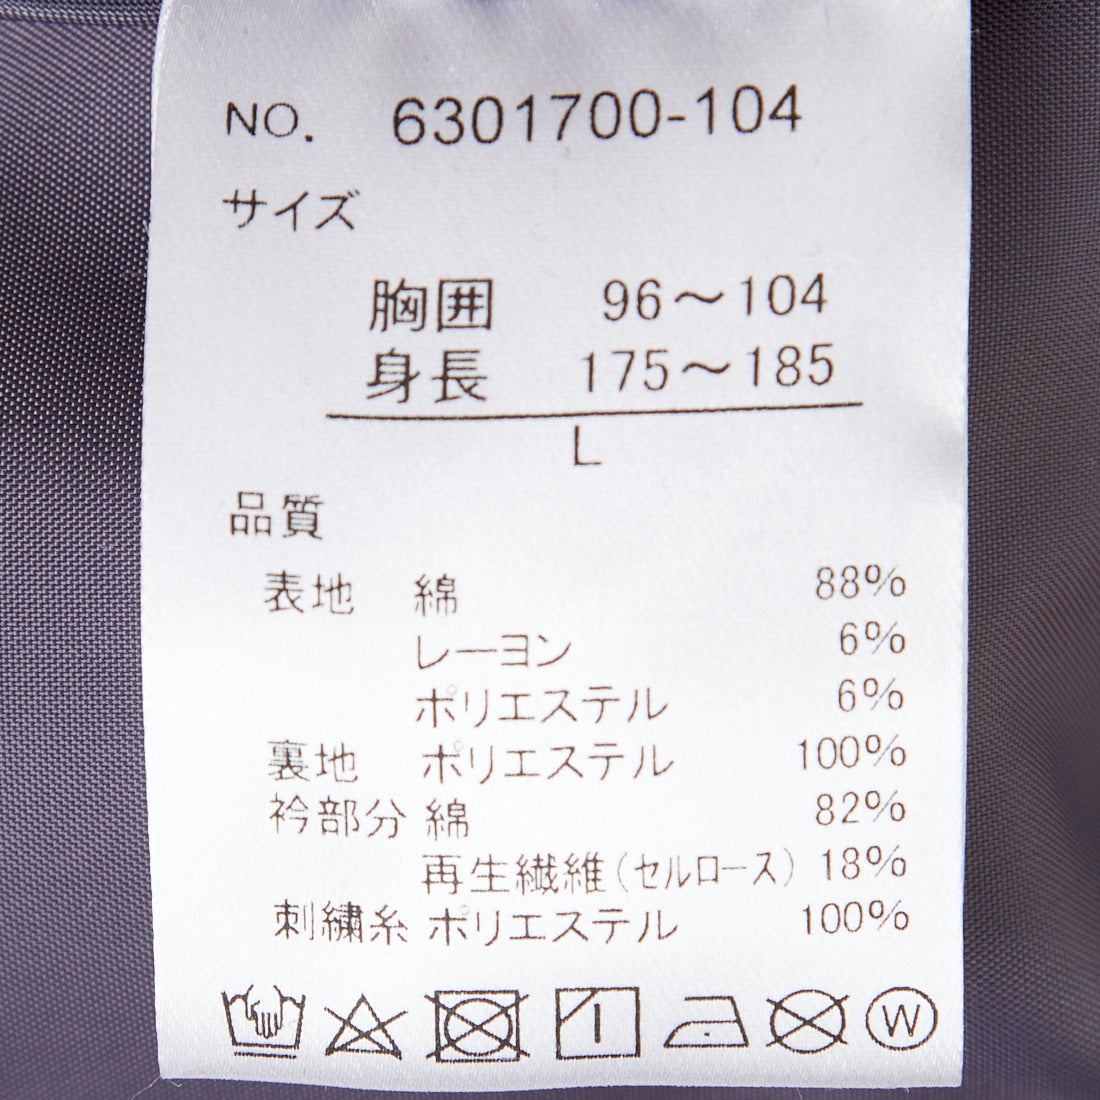 NO. 6301700-104
サイズ
胸囲 96～104
身長 175～185
L
品質
表地 綿 88%
レーヨン 6%
ポリエステル 6%
裏地 ポリエステル 100%
衿部分 綿 82%
再生繊維(セルロース) 18%
刺繍糸 ポリエステル 100%
W